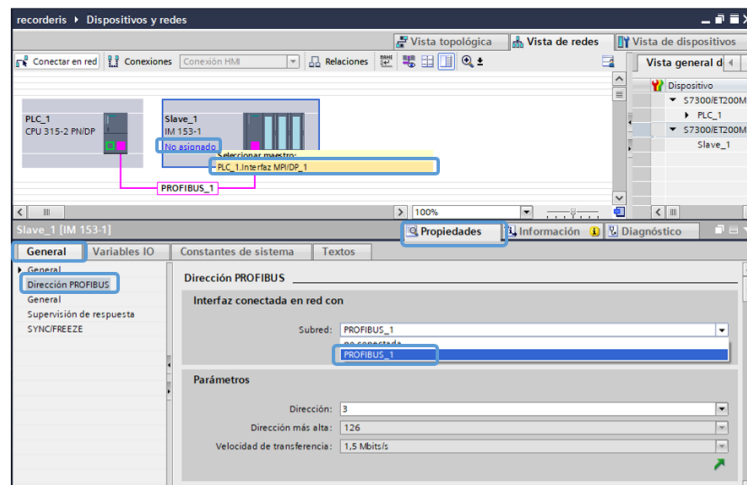 recorderis ▸ Dispositivos y redes
Vista topológica
Vista de redes
Vista de dispositivos
Conectar en red
Conexiones
Conexión HMI
Relaciones
Vista general d
Dispositivo
S7300/ET200M
PLC_1
S7300/ET200M
Slave_1
PLC_1
CPU 315-2 PN/DP
Slave_1
IM 153-1
No asignado
Seleccionar maestro:
PLC_1.Interfaz MPI/DP_1
PROFIBUS_1
100%
Slave_1 [IM 153-1]
Propiedades
Información
Diagnóstico
General
Variables IO
Constantes de sistema
Textos
General
Dirección PROFIBUS
General
Supervisión de respuesta
SYNC/FREEZE
Dirección PROFIBUS
Interfaz conectada en red con
Subred: PROFIBUS_1
no conectada
PROFIBUS_1
Parámetros
Dirección: 3
Dirección más alta: 126
Velocidad de transferencia: 1,5 Mbits/s